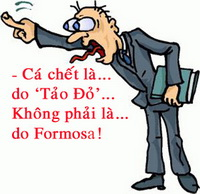 - Cá chết là...
do ‘Tảo Đỏ’...
Không phải là...
do Formosa!